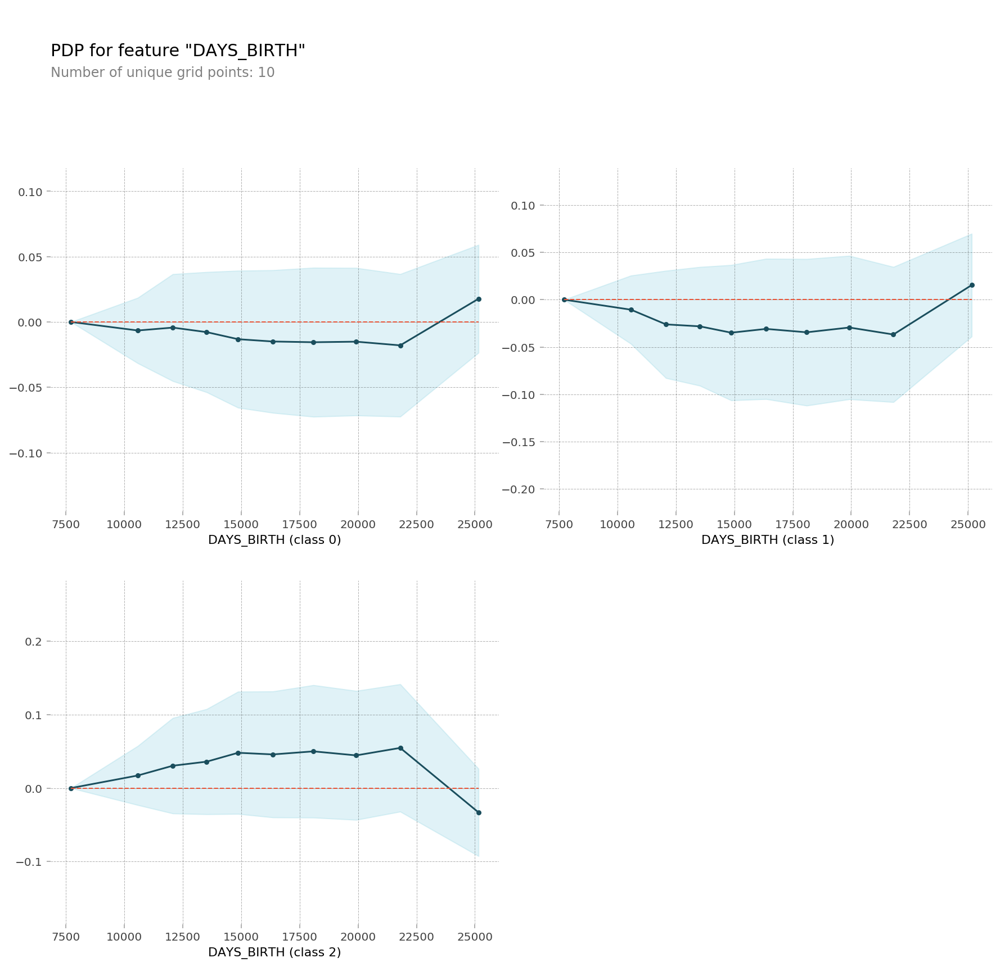 PDP for feature "DAYS_BIRTH"
Number of unique grid points: 10
0.10
0.05
0.00
−0.05
−0.10
7500 10000 12500 15000 17500 20000 22500 25000
DAYS_BIRTH (class 0)
0.10
0.05
0.00
−0.05
−0.10
−0.15
−0.20
7500 10000 12500 15000 17500 20000 22500 25000
DAYS_BIRTH (class 1)
0.2
0.1
0.0
−0.1
7500 10000 12500 15000 17500 20000 22500 25000
DAYS_BIRTH (class 2)